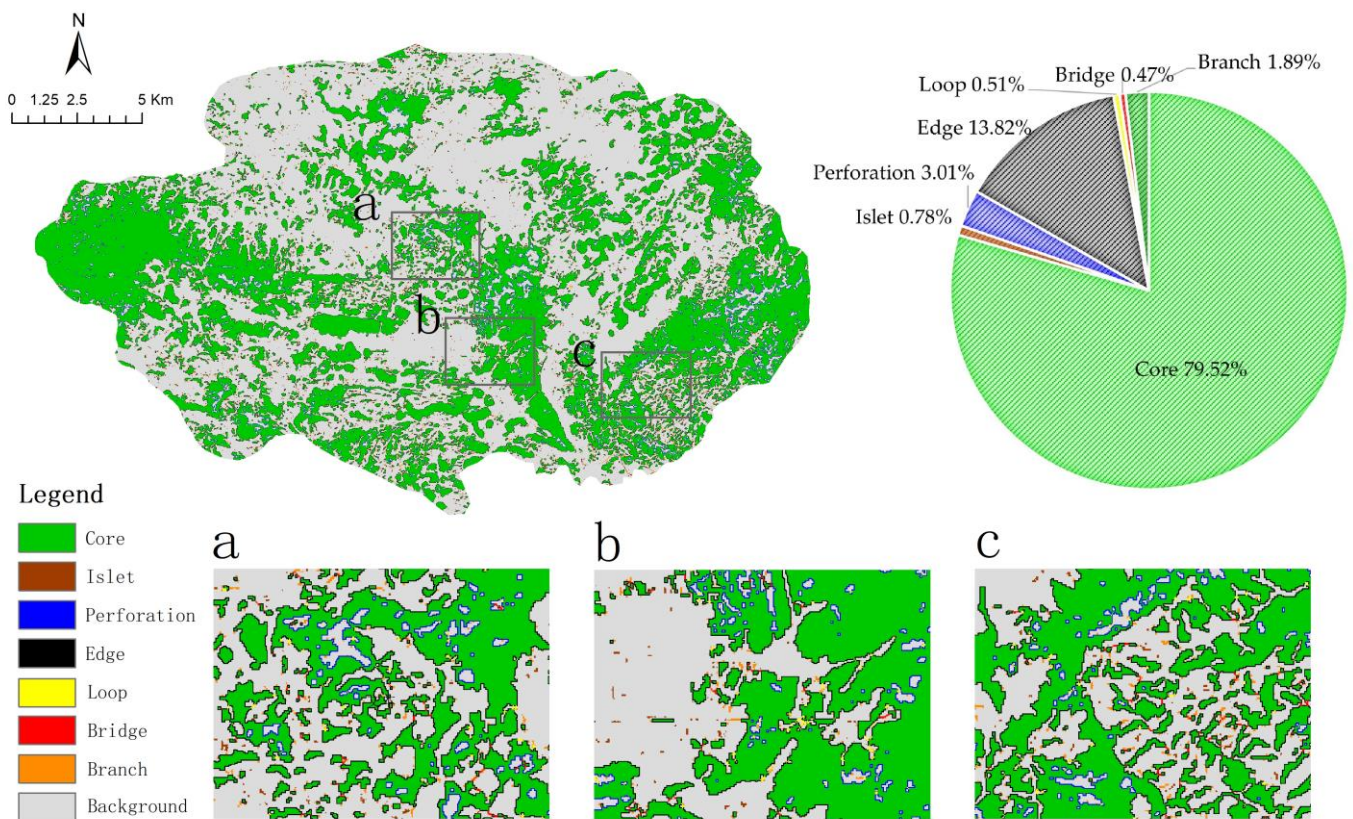 N
0 1.25 2.5 5 Km
a
b
c
Loop 0.51%
Bridge 0.47%
Branch 1.89%
Edge 13.82%
Perforation 3.01%
Islet 0.78%
Core 79.52%
Legend
Core
Islet
Perforation
Edge
Loop
Bridge
Branch
Background
a
b
c